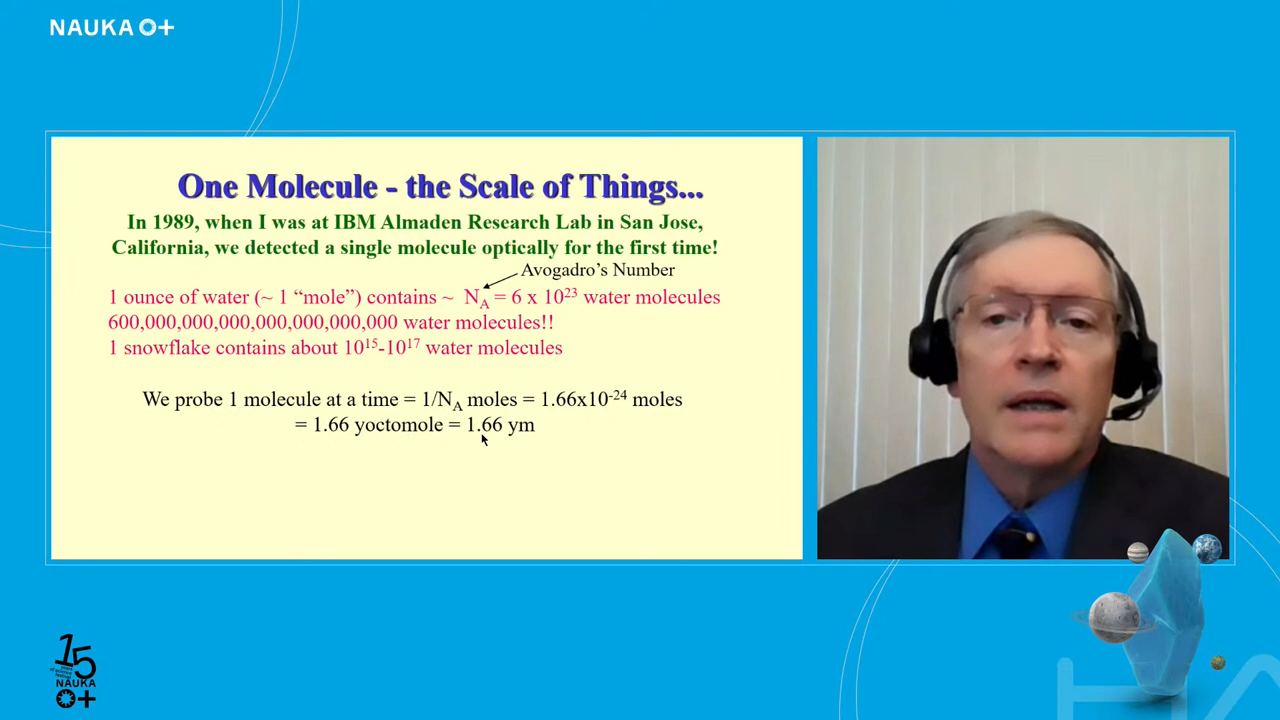 NAUKA O+
One Molecule - the Scale of Things...
In 1989, when I was at IBM Almaden Research Lab in San Jose,
California, we detected a single molecule optically for the first time!
Avogadro’s Number
1 ounce of water (~ 1 “mole”) contains ~ N_A = 6 x 10^23 water molecules
600,000,000,000,000,000,000,000 water molecules!!
1 snowflake contains about 10^15-10^17 water molecules
We probe 1 molecule at a time = 1/N_A moles = 1.66x10^-24 moles
= 1.66 yoctomole = 1.66 ym
15
NAUKA
O+